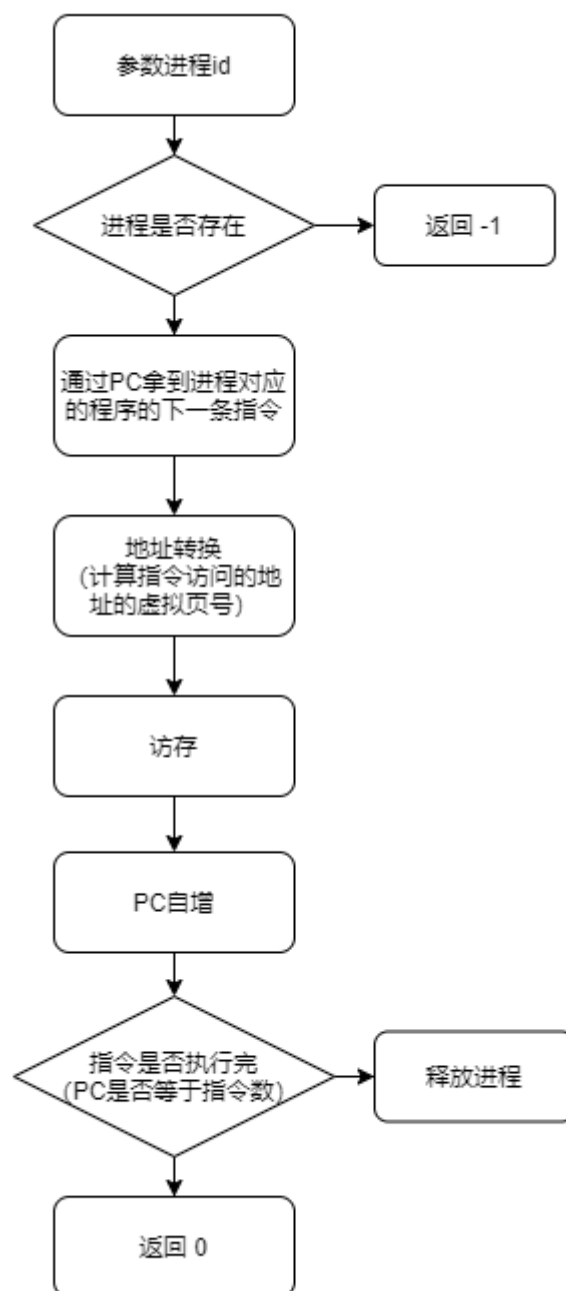 参数进程id
进程是否存在
返回 -1
通过PC拿到进程对应
的程序的下一条指令
地址转换
（计算指令访问的地
址的虚拟页号）
访存
PC自增
指令是否执行完
(PC是否等于指令数)
释放进程
返回 0